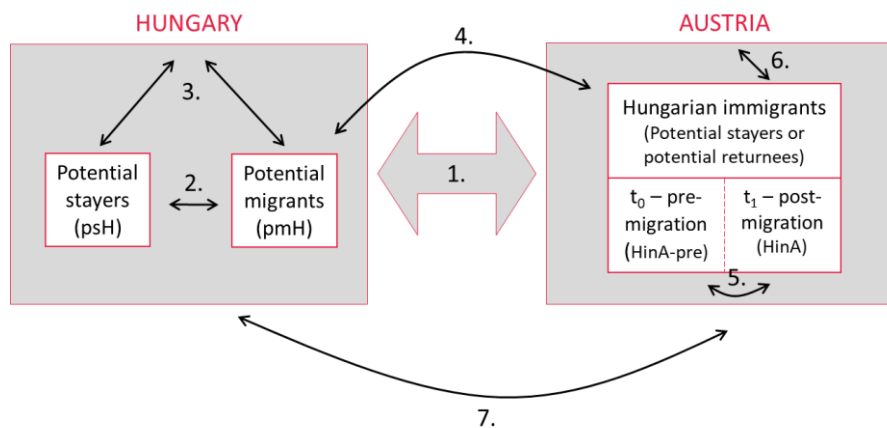 HUNGARY
AUSTRIA
4.
6.
3.
Hungarian immigrants
(Potential stayers or
potential returnees)
1.
2.
Potential
stayers
(psH)
Potential
migrants
(pmH)
t₀ – pre-
migration
(HinA-pre)
t₁ – post-
migration
(HinA)
5.
7.